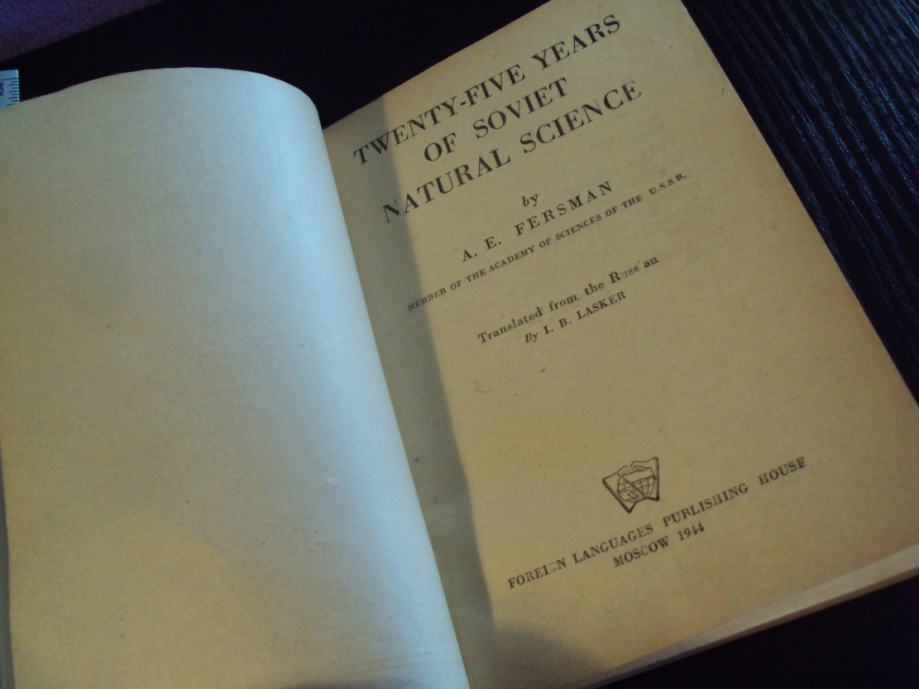 TWENTY-FIVE YEARS
OF SOVIET
NATURAL SCIENCE
by
A. E. FERSMAN
MEMBER OF THE ACADEMY OF SCIENCES OF THE U.S.S.R.
Translated from the Russian
By I. B. LASKER
FOREIGN LANGUAGES PUBLISHING HOUSE
MOSCOW 1944